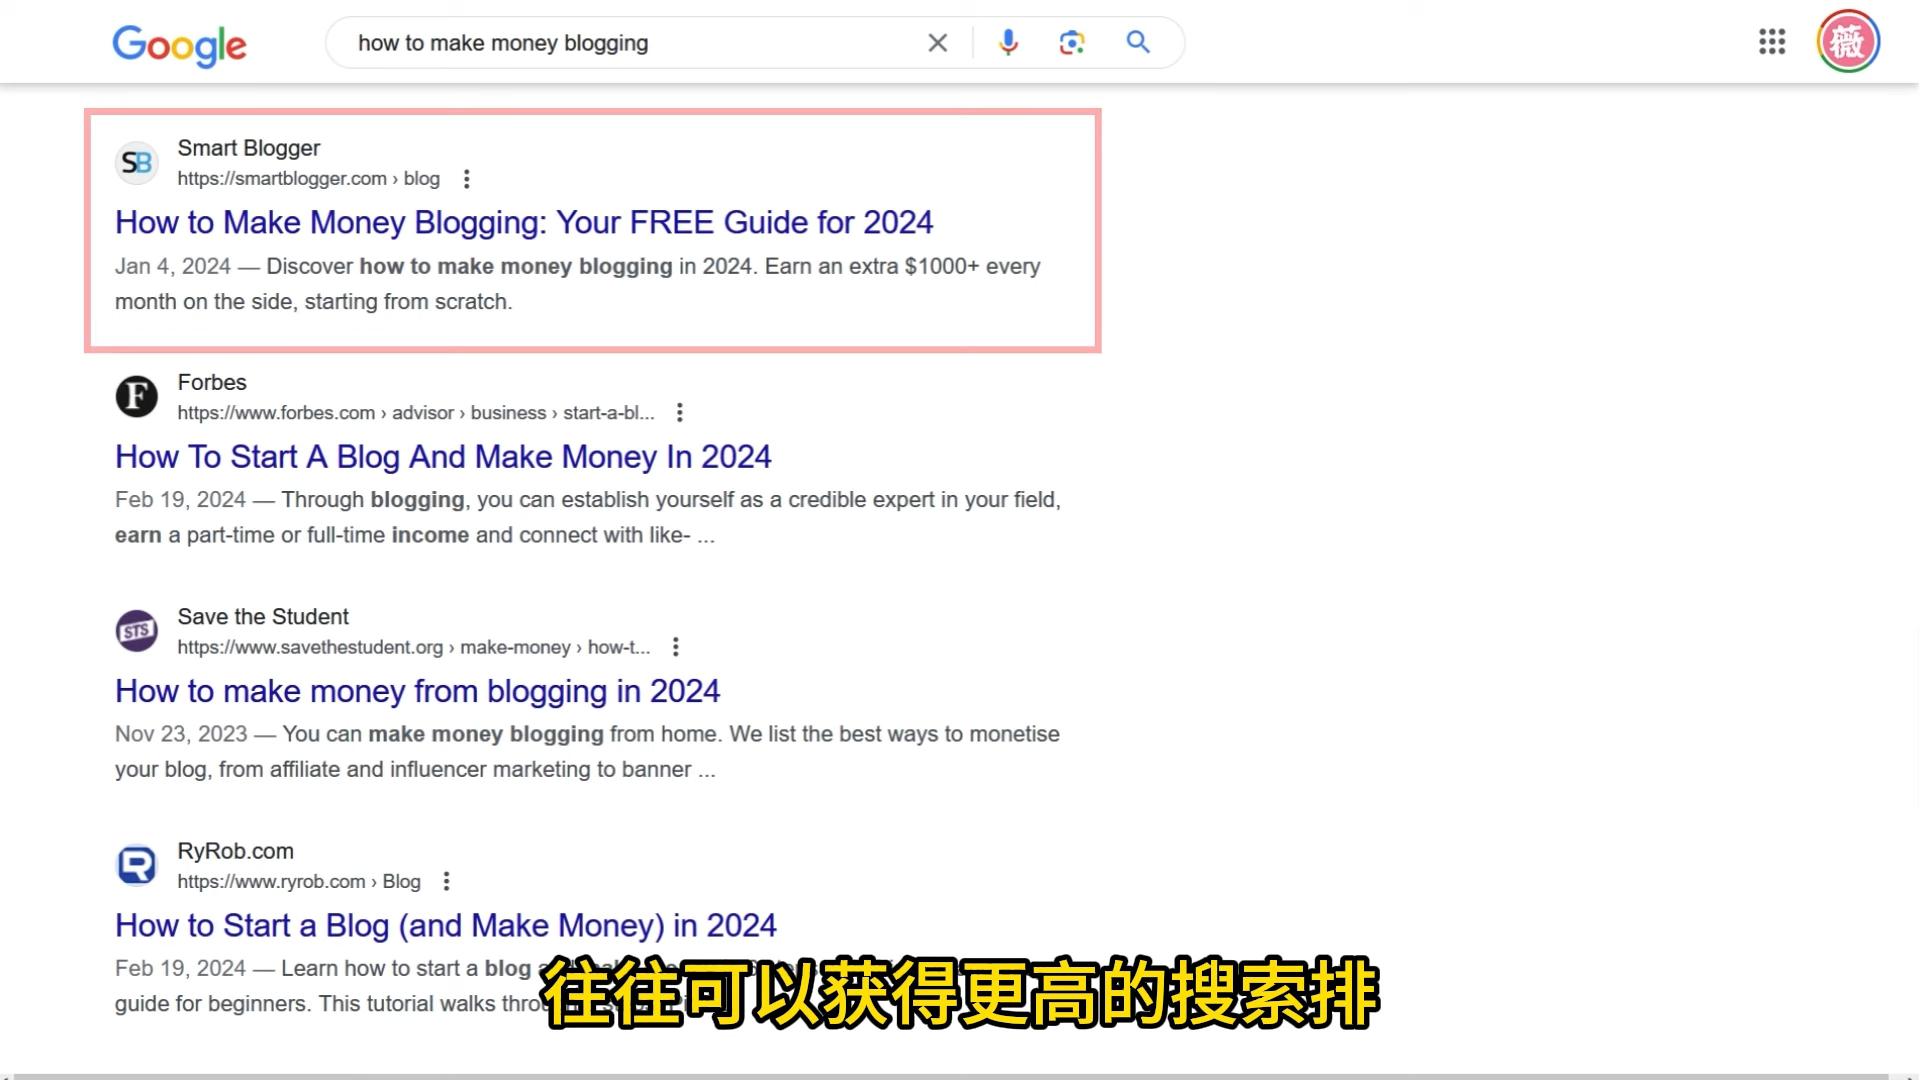 Google
how to make money blogging
薇
SB
Smart Blogger
https://smartblogger.com › blog
How to Make Money Blogging: Your FREE Guide for 2024
Jan 4, 2024 — Discover how to make money blogging in 2024. Earn an extra $1000+ every
month on the side, starting from scratch.
F
Forbes
https://www.forbes.com › advisor › business › start-a-bl...
How To Start A Blog And Make Money In 2024
Feb 19, 2024 — Through blogging, you can establish yourself as a credible expert in your field,
earn a part-time or full-time income and connect with like- ...
STS
Save the Student
https://www.savethestudent.org › make-money › how-t...
How to make money from blogging in 2024
Nov 23, 2023 — You can make money blogging from home. We list the best ways to monetise
your blog, from affiliate and influencer marketing to banner ...
R
RyRob.com
https://www.ryrob.com › Blog
How to Start a Blog (and Make Money) in 2024
Feb 19, 2024 — Learn how to start a blog
guide for beginners. This tutorial walks
往往可以获得更高的搜索排